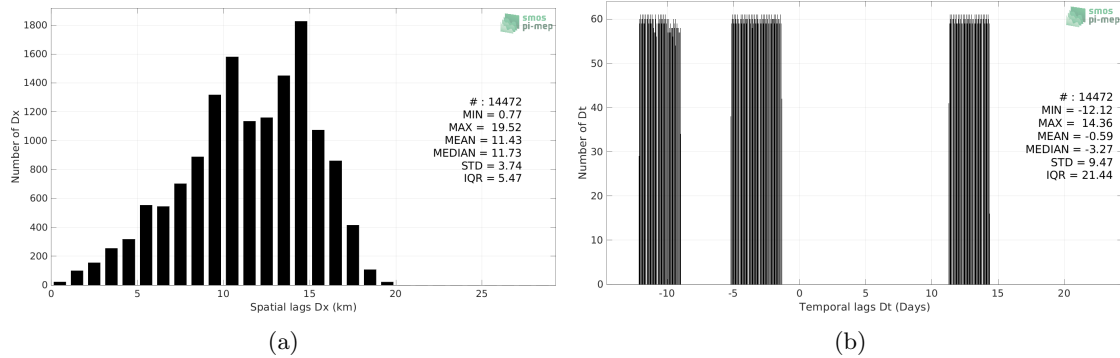 1800
1600
1400
1200
1000
800
600
400
200
0
Number of Dx
0 5 10 15 20 25
Spatial lags Dx (km)
smos
pi-mep
# : 14472
MIN = 0.77
MAX = 19.52
MEAN = 11.43
MEDIAN = 11.73
STD = 3.74
IQR = 5.47
(a)
60
50
40
30
20
10
0
Number of Dt
-10 -5 0 5 10 15 20
Temporal lags Dt (Days)
smos
pi-mep
# : 14472
MIN = -12.12
MAX = 14.36
MEAN = -0.59
MEDIAN = -3.27
STD = 9.47
IQR = 21.44
(b)